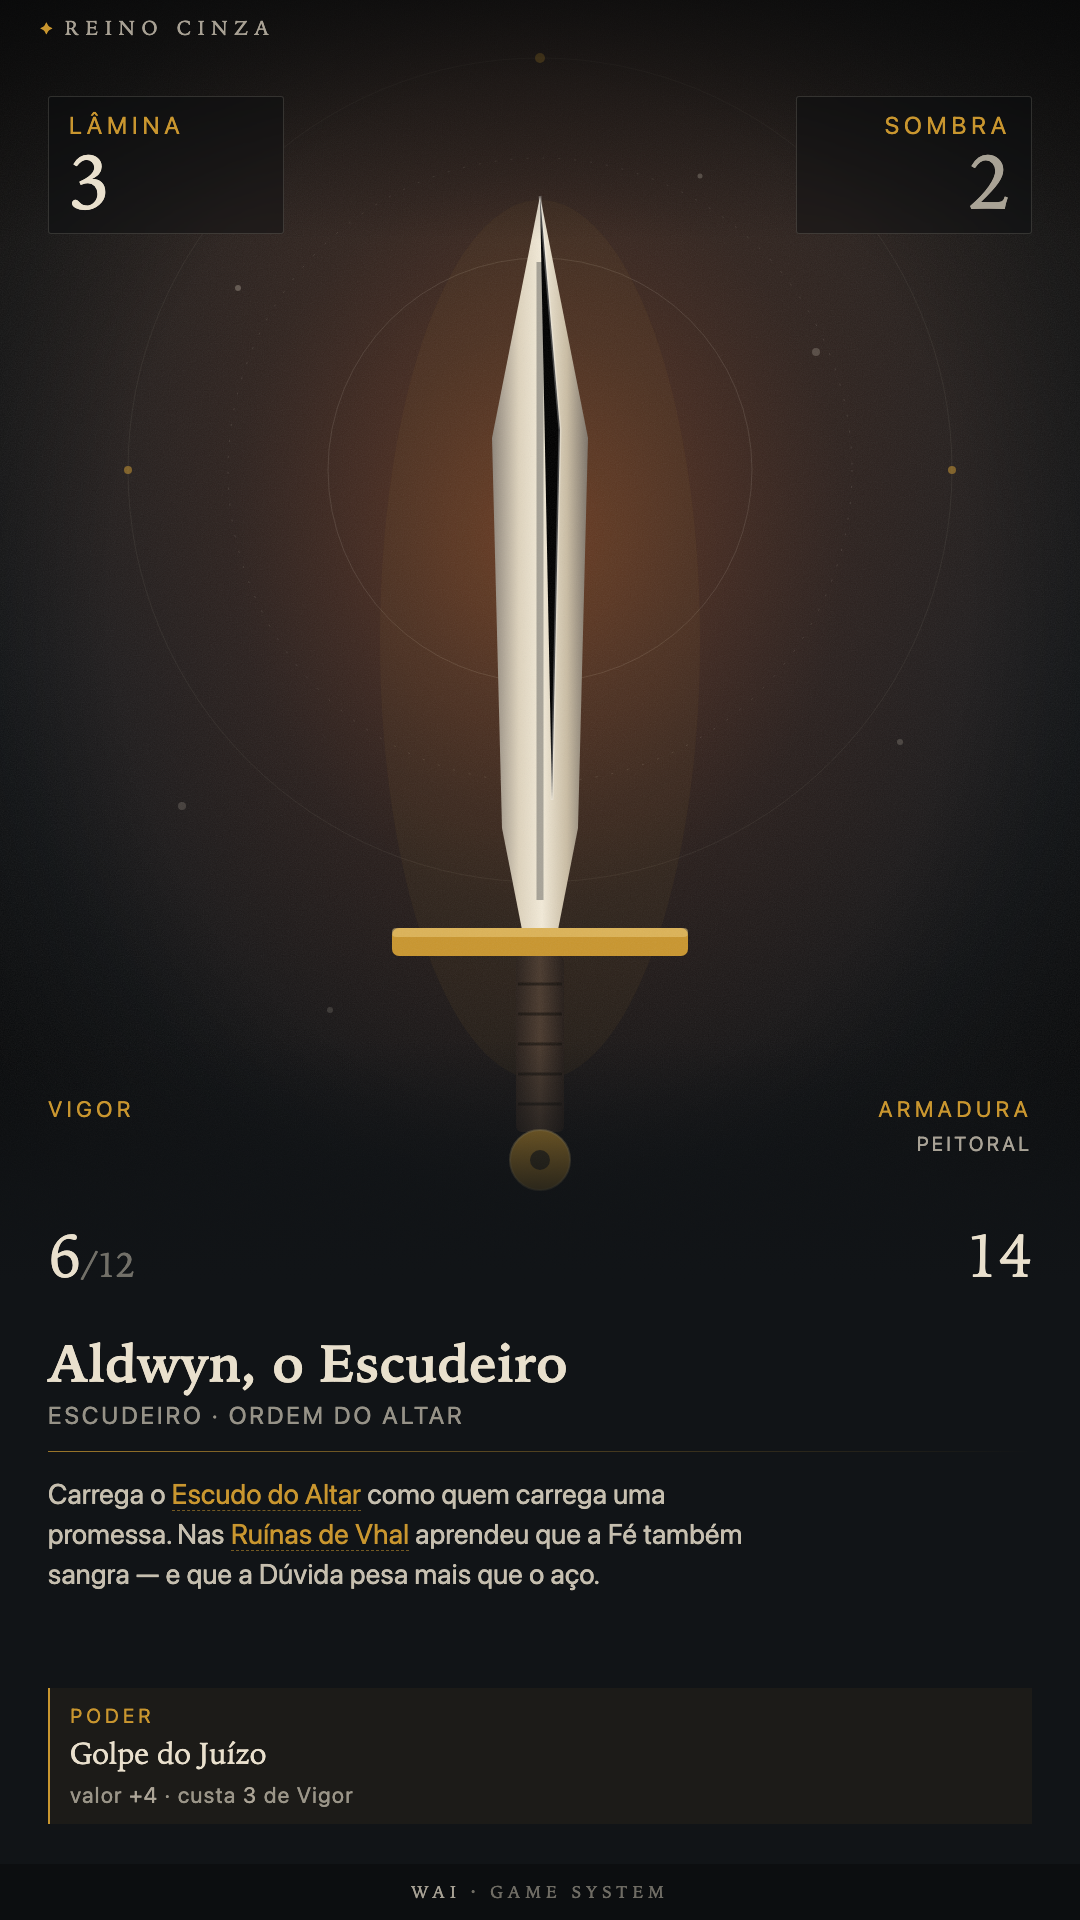 REINO CINZA
LÂMINA
3
SOMBRA
2
VIGOR
ARMADURA
PEITORAL
6/12
14
Aldwyn, o Escudeiro
ESCUDEIRO · ORDEM DO ALTAR
Carrega o Escudo do Altar como quem carrega uma
promessa. Nas Ruínas de Vhal aprendeu que a Fé também
sangra — e que a Dúvida pesa mais que o aço.
PODER
Golpe do Juízo
valor +4 · custa 3 de Vigor
WAI · GAME SYSTEM